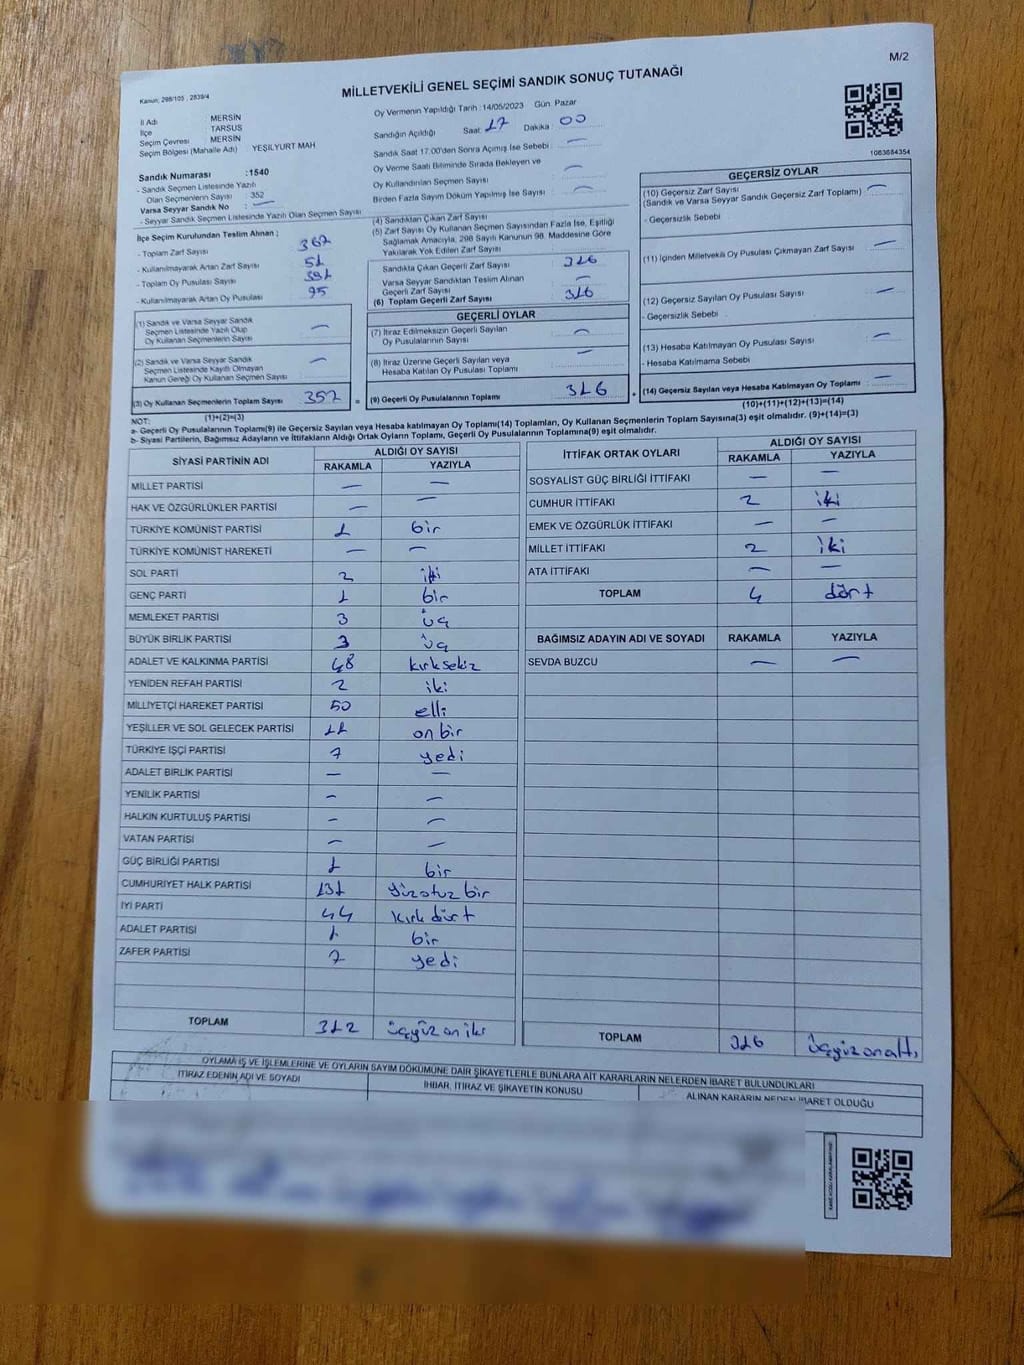 M/2
Kanun; 298/105 , 2839/4
MİLLETVEKİLİ GENEL SEÇİMİ SANDIK SONUÇ TUTANAĞI
İl Adı MERSİN
İlçe TARSUS
Seçim Çevresi MERSİN
Seçim Bölgesi (Mahalle Adı) YEŞİLYURT MAH
Sandık Numarası :1540
- Sandık Seçmen Listesinde Yazılı
Olan Seçmenlerin Sayısı : 352
Varsa Seyyar Sandık No : —
- Seyyar Sandık Seçmen Listesinde Yazılı Olan Seçmen Sayısı
Oy Vermenin Yapıldığı Tarih :14/05/2023 Gün: Pazar
Sandığın Açıldığı Saat 17 Dakika : 00
Sandık Saat 17:00'den Sonra Açımış İse Sebebi : —
Oy Verme Saati Bitiminde Sırada Bekleyen ve
Oy Kullandırılan Seçmen Sayısı : —
Birden Fazla Sayım Döküm Yapılmış İse Sayısı : —
1083684354
İlçe Seçim Kurulundan Teslim Alınan ;
- Toplam Zarf Sayısı : 367
- Kullanılmayarak Artan Zarf Sayısı : 51
- Toplam Oy Pusulası Sayısı : 391
- Kullanılmayarak Artan Oy Pusulası : 95
(1) Sandık ve Varsa Seyyar Sandık
Seçmen Listesinde Yazılı Olup
Oy Kullanan Seçmenlerin Sayısı : —
(2) Sandık ve Varsa Seyyar Sandık
Seçmen Listesinde Kayıtlı Olmayan
Kanun Gereği Oy Kullanan Seçmen Sayısı : —
(3) Oy Kullanan Seçmenlerin Toplam Sayısı 352 =
(1)+(2)=(3)
(4) Sandıktan Çıkan Zarf Sayısı
(5) Zarf Sayısı Oy Kullanan Seçmen Sayısından Fazla İse, Eşitliği
Sağlamak Amacıyla, 298 Sayılı Kanunun 98. Maddesine Göre
Yakılarak Yok Edilen Zarf Sayısı
Sandıkta Çıkan Geçerli Zarf Sayısı : 316
Varsa Seyyar Sandıktan Teslim Alınan
Geçerli Zarf Sayısı : —
(6) Toplam Geçerli Zarf Sayısı : 316
GEÇERLİ OYLAR
(7) İtiraz Edilmeksizin Geçerli Sayılan
Oy Pusulalarının Sayısı : —
(8) İtiraz Üzerine Geçerli Sayılan veya
Hesaba Katılan Oy Pusulası Toplamı : —
(9) Geçerli Oy Pusulalarının Toplamı : 316 +
GEÇERSİZ OYLAR
(10) Geçersiz Zarf Sayısı : —
(Sandık ve Varsa Seyyar Sandık Geçersiz Zarf Toplamı)
- Geçersizlik Sebebi
(11) İçinden Milletvekili Oy Pusulası Çıkmayan Zarf Sayısı : —
(12) Geçersiz Sayılan Oy Pusulası Sayısı : —
- Geçersizlik Sebebi
(13) Hesaba Katılmayan Oy Pusulası Sayısı : —
- Hesaba Katılmama Sebebi
(14) Geçersiz Sayılan veya Hesaba Katılmayan Oy Toplamı : —
(10)+(11)+(12)+(13)=(14)
NOT:
a- Geçerli Oy Pusulalarının Toplamı(9) ile Geçersiz Sayılan veya Hesaba katılmayan Oy Toplamı(14) Toplamları, Oy Kullanan Seçmenlerin Toplam Sayısına(3) eşit olmalıdır. (9)+(14)=(3)
b- Siyasi Partilerin, Bağımsız Adayların ve İttifakların Aldığı Ortak Oyların Toplamı, Geçerli Oy Pusulalarının Toplamına(9) eşit olmalıdır.
SİYASİ PARTİNİN ADI ALDIĞI OY SAYISI
RAKAMLA YAZIYLA
MİLLET PARTİSİ — —
HAK VE ÖZGÜRLÜKLER PARTİSİ — —
TÜRKİYE KOMÜNİST PARTİSİ 1 bir
TÜRKİYE KOMÜNİST HAREKETİ — —
SOL PARTİ 2 iki
GENÇ PARTİ 1 bir
MEMLEKET PARTİSİ 3 üç
BÜYÜK BİRLİK PARTİSİ 3 üç
ADALET VE KALKINMA PARTİSİ 48 kırksekiz
YENİDEN REFAH PARTİSİ 2 iki
MİLLİYETÇİ HAREKET PARTİSİ 50 elli
YEŞİLLER VE SOL GELECEK PARTİSİ 11 on bir
TÜRKİYE İŞÇİ PARTİSİ 7 yedi
ADALET BİRLİK PARTİSİ — —
YENİLİK PARTİSİ — —
HALKIN KURTULUŞ PARTİSİ — —
VATAN PARTİSİ — —
GÜÇ BİRLİĞİ PARTİSİ 1 bir
CUMHURİYET HALK PARTİSİ 131 yüzotuz bir
İYİ PARTİ 44 kırk dört
ADALET PARTİSİ 1 bir
ZAFER PARTİSİ 7 yedi
TOPLAM 312 üçyüz on iki
İTTİFAK ORTAK OYLARI ALDIĞI OY SAYISI
RAKAMLA YAZIYLA
SOSYALİST GÜÇ BİRLİĞİ İTTİFAKI — —
CUMHUR İTTİFAKI 2 iki
EMEK VE ÖZGÜRLÜK İTTİFAKI — —
MİLLET İTTİFAKI 2 iki
ATA İTTİFAKI — —
TOPLAM 4 dört
BAĞIMSIZ ADAYIN ADI VE SOYADI RAKAMLA YAZIYLA
SEVDA BUZCU — —
TOPLAM 316 üçyüz onaltı
OYLAMA İŞ VE İŞLEMLERİNE VE OYLARIN SAYIM DÖKÜMÜNE DAİR ŞİKAYETLERLE BUNLARA AİT KARARLARIN NELERDEN İBARET BULUNDUKLARI
İTİRAZ EDENİN ADI VE SOYADI İHBAR, İTİRAZ VE ŞİKAYETİN KONUSU ALINAN KARARIN NEDEN İBARET OLDUĞU